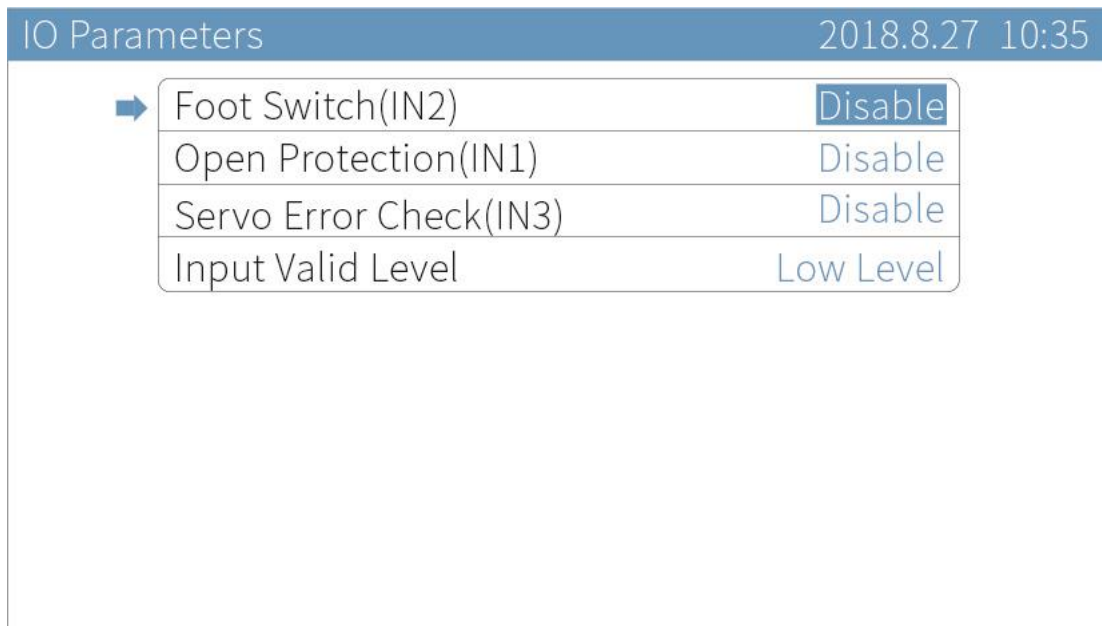 IO Parameters 2018.8.27 10:35
Foot Switch(IN2) Disable
Open Protection(IN1) Disable
Servo Error Check(IN3) Disable
Input Valid Level Low Level